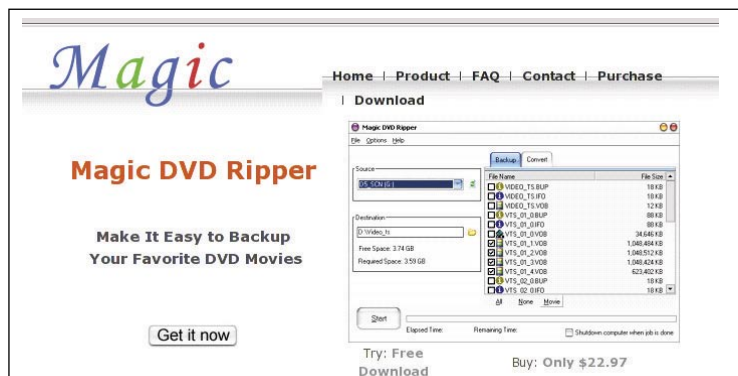 Magic
Home | Product | FAQ | Contact | Purchase
| Download
Magic DVD Ripper
Make It Easy to Backup
Your Favorite DVD Movies
Get it now
Magic DVD Ripper
File Options Help
Source
Backup Convert
File Name File Size
VIDEO_TS.BUP 18 KB
VIDEO_TS.IFO 18 KB
VIDEO_TS.VOB 12 KB
VTS_01_0.BUP 88 KB
VTS_01_0.IFO 88 KB
VTS_01_0.VOB 34,646 KB
VTS_01_1.VOB 1,048,484 KB
VTS_01_2.VOB 1,048,512 KB
VTS_01_3.VOB 1,048,424 KB
VTS_01_4.VOB 623,402 KB
VTS_02_0.BUP 18 KB
VTS_02_0.IFO 18 KB
Destination
D:\Video_ts
Free Space: 3.74 GB
Required Space: 3.59 GB
All None Movie
Start
Elapsed Time: Remaining Time:
Shutdown computer when job is done
Try: Free
Download
Buy: Only $22.97